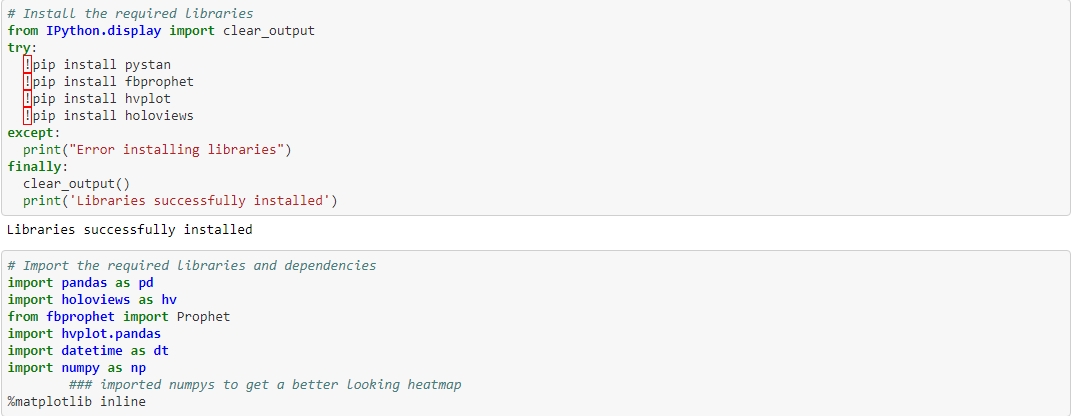 # Install the required libraries
from IPython.display import clear_output
try:
  !pip install pystan
  !pip install fbprophet
  !pip install hvplot
  !pip install holoviews
except:
  print("Error installing libraries")
finally:
  clear_output()
  print('Libraries successfully installed')
Libraries successfully installed
# Import the required libraries and dependencies
import pandas as pd
import holoviews as hv
from fbprophet import Prophet
import hvplot.pandas
import datetime as dt
import numpy as np
        ### imported numpys to get a better looking heatmap
%matplotlib inline